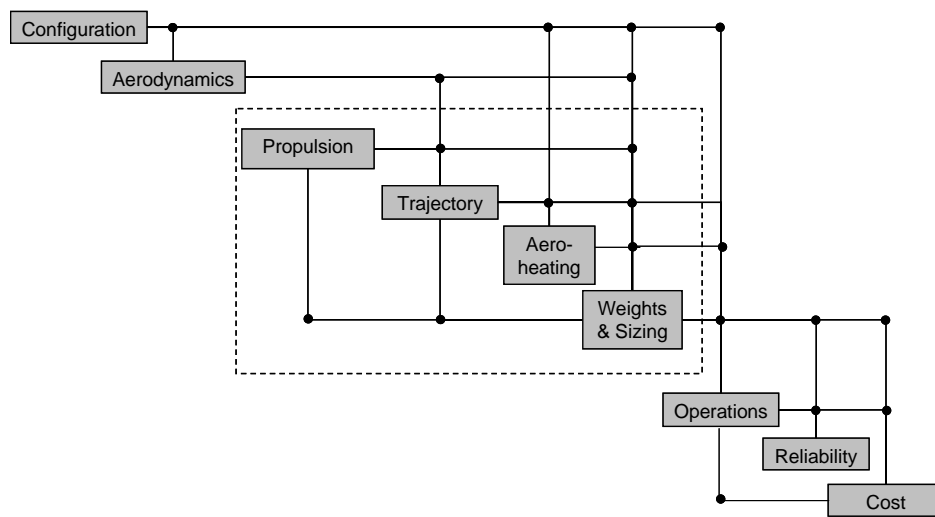 Configuration
Aerodynamics
Propulsion
Trajectory
Aero-
heating
Weights
& Sizing
Operations
Reliability
Cost